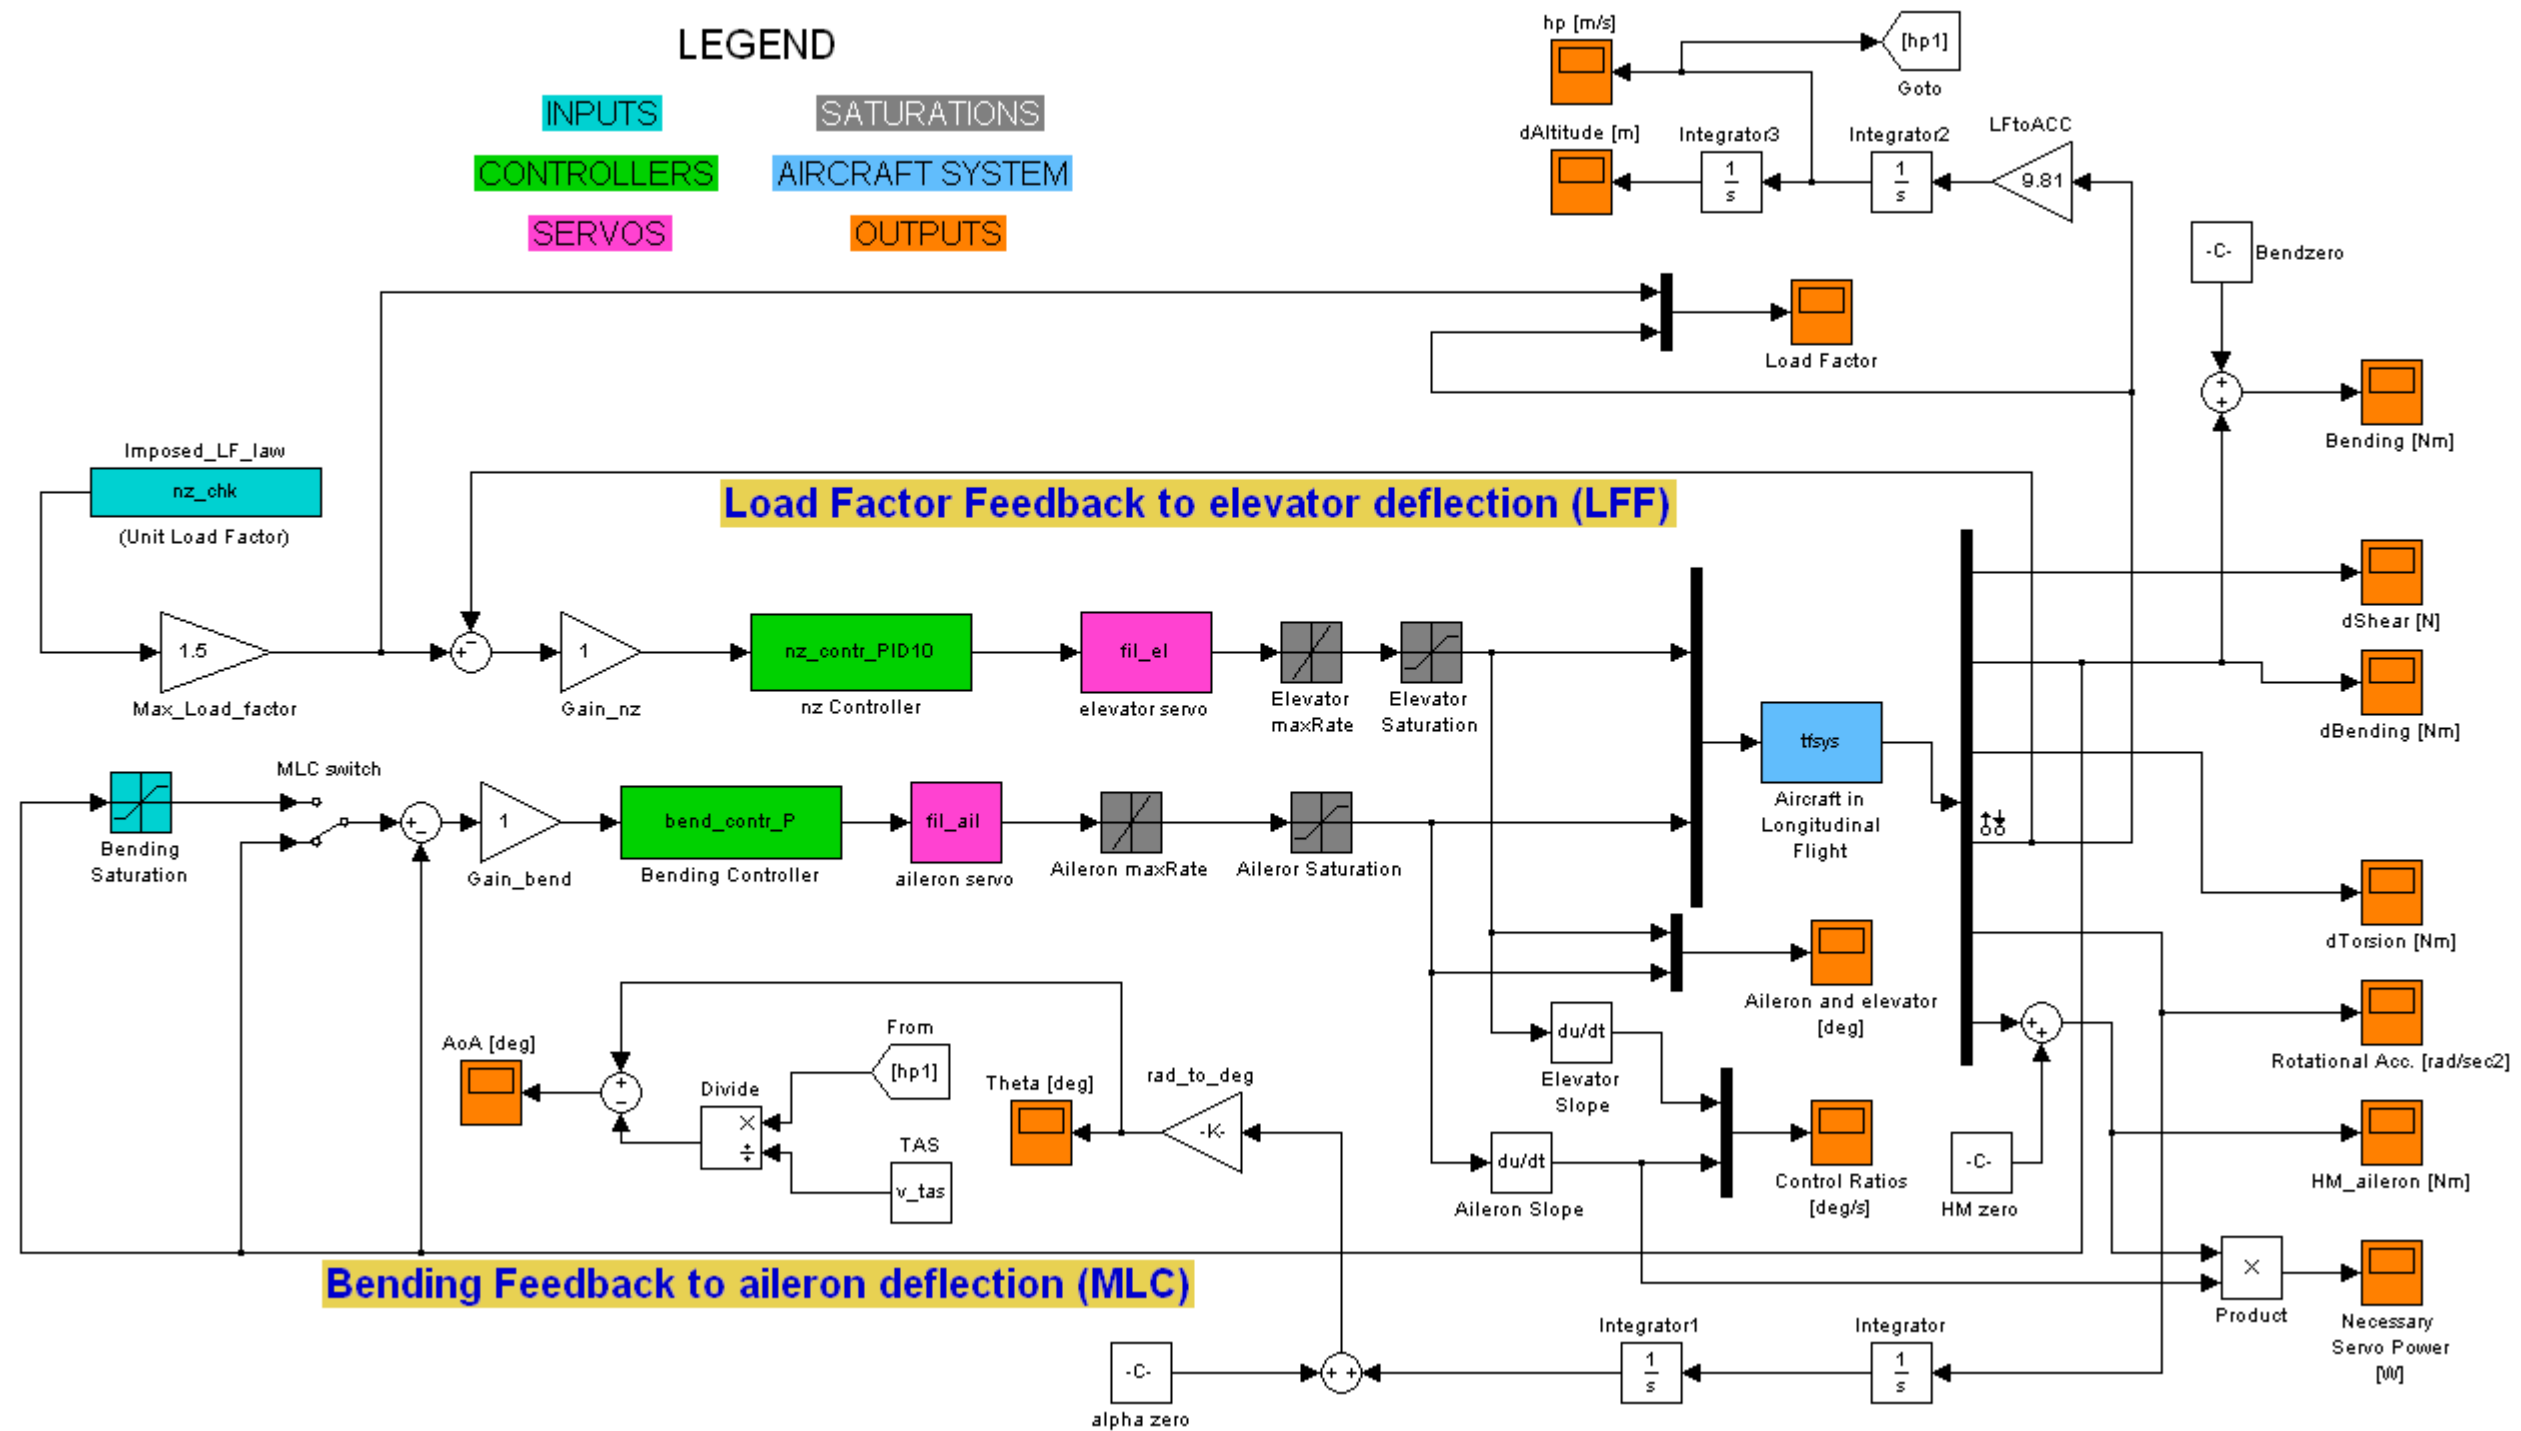 LEGEND
INPUTS
SATURATIONS
CONTROLLERS
AIRCRAFT SYSTEM
SERVOS
OUTPUTS
hp [m/s]
[hp1]
Goto
dAltitude [m]
Integrator3
1
s
Integrator2
1
s
LFtoACC
9.81
-C-
Bendzero
Load Factor
+
+
Bending [Nm]
Imposed_LF_law
nz_chk
(Unit Load Factor)
Load Factor Feedback to elevator deflection (LFF)
1.5
Max_Load_factor
+
−
1
Gain_nz
nz_contr_PID10
nz Controller
fil_el
elevator servo
Elevator
maxRate
Elevator
Saturation
dShear [N]
dBending [Nm]
tfsys
Aircraft in
Longitudinal
Flight
Bending
Saturation
MLC switch
+
−
1
Gain_bend
bend_contr_P
Bending Controller
fil_ail
aileron servo
Aileron maxRate
Aileror Saturation
dTorsion [Nm]
Aileron and elevator
[deg]
AoA [deg]
+
−
Divide
×
÷
From
[hp1]
TAS
v_tas
Theta [deg]
rad_to_deg
-K-
du/dt
Elevator
Slope
du/dt
Aileron Slope
Control Ratios
[deg/s]
+
+
-C-
HM zero
Rotational Acc. [rad/sec2]
HM_aileron [Nm]
Bending Feedback to aileron deflection (MLC)
×
Product
Necessary
Servo Power
[W]
-C-
alpha zero
+ +
Integrator1
1
s
Integrator
1
s